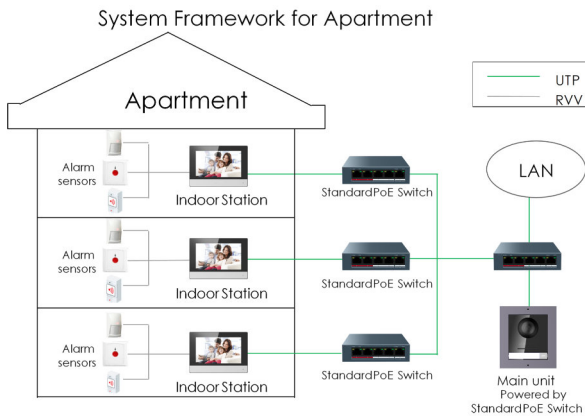 System Framework for Apartment
Apartment
UTP
RVV
Alarm
sensors
Indoor Station
StandardPoE Switch
LAN
Alarm
sensors
Indoor Station
StandardPoE Switch
Alarm
sensors
Indoor Station
StandardPoE Switch
Main unit
Powered by
StandardPoE Switch